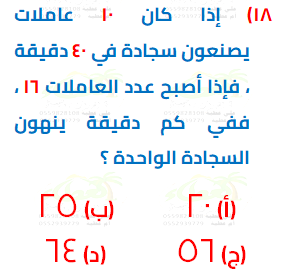 ١٨) إذا كان ١٠ عاملات
يصنعون سجادة في ٤٠ دقيقة
، فإذا أصبح عدد العاملات ١٦ ،
ففي كم دقيقة ينهون
السجادة الواحدة ؟
(أ) ٢٠ (ب) ٢٥
(ج) ٥٦ (د) ٦٤